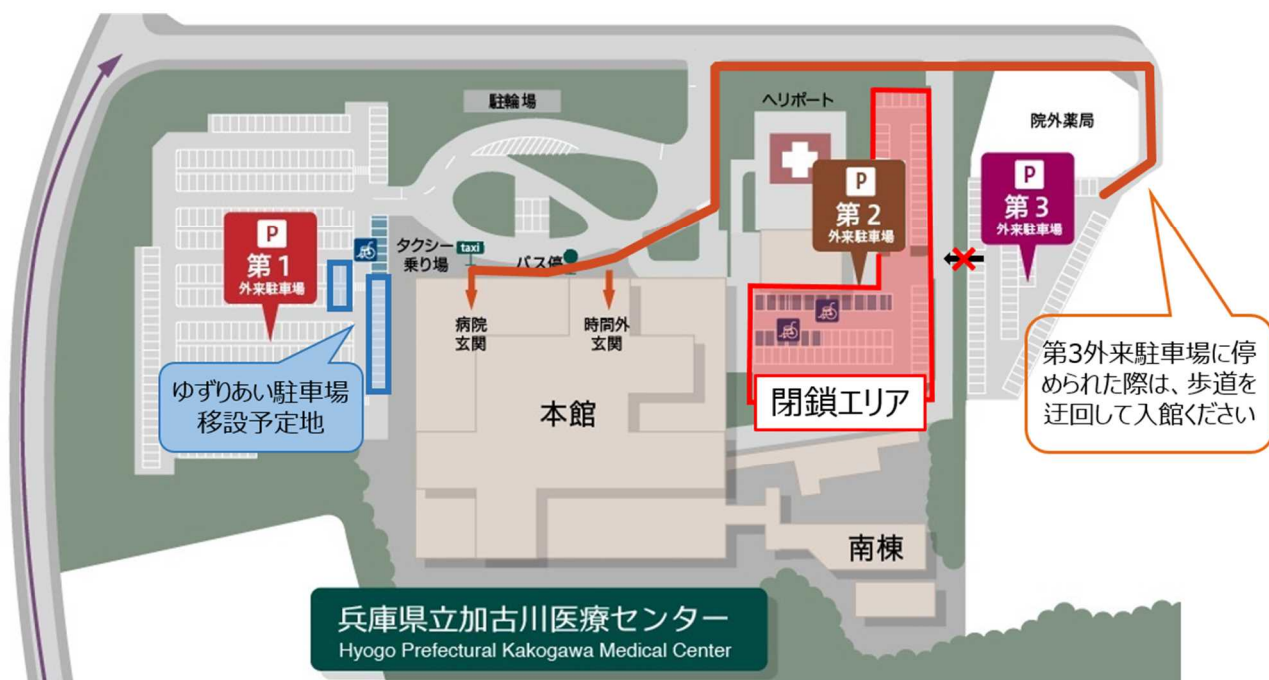 駐輪場
ヘリポート
院外薬局
P
第1
外来駐車場
P
第2
外来駐車場
P
第3
外来駐車場
タクシー
乗り場
taxi
バス停
病院
玄関
時間外
玄関
ゆずりあい駐車場
移設予定地
本館
閉鎖エリア
第3外来駐車場に停
められた際は、歩道を
迂回して入館ください
南棟
兵庫県立加古川医療センター
Hyogo Prefectural Kakogawa Medical Center